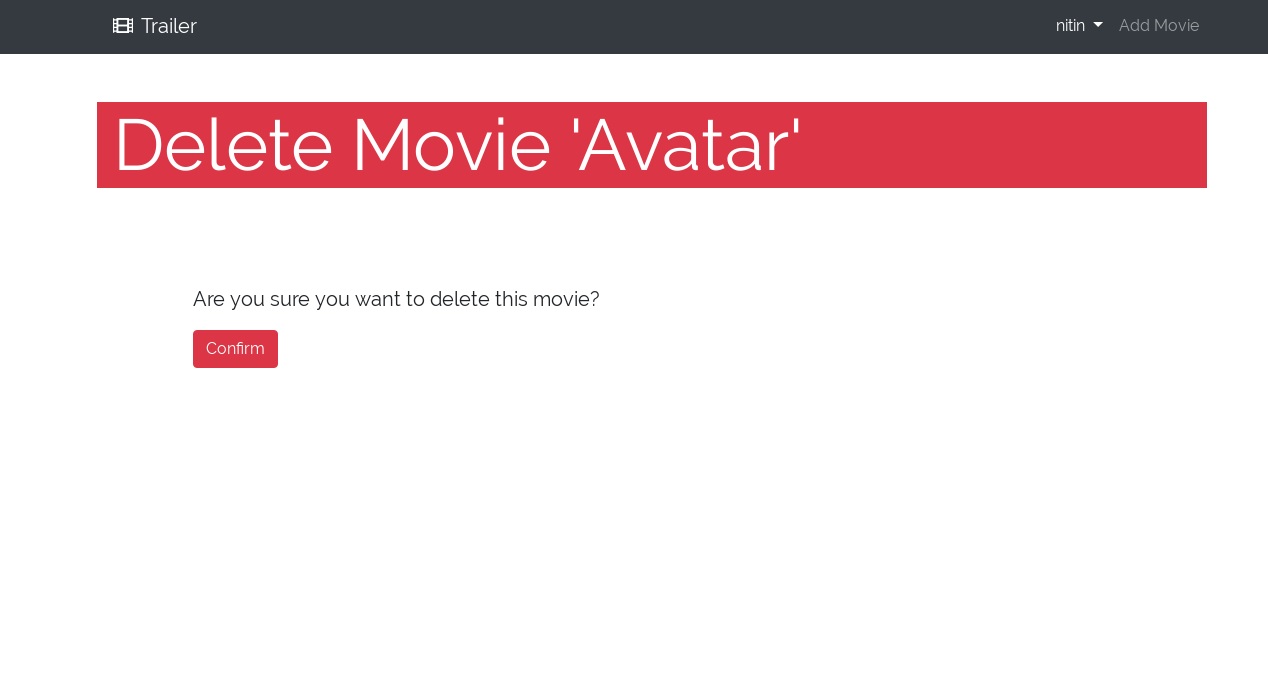 Trailer
nitin
Add Movie
Delete Movie 'Avatar'
Are you sure you want to delete this movie?
Confirm